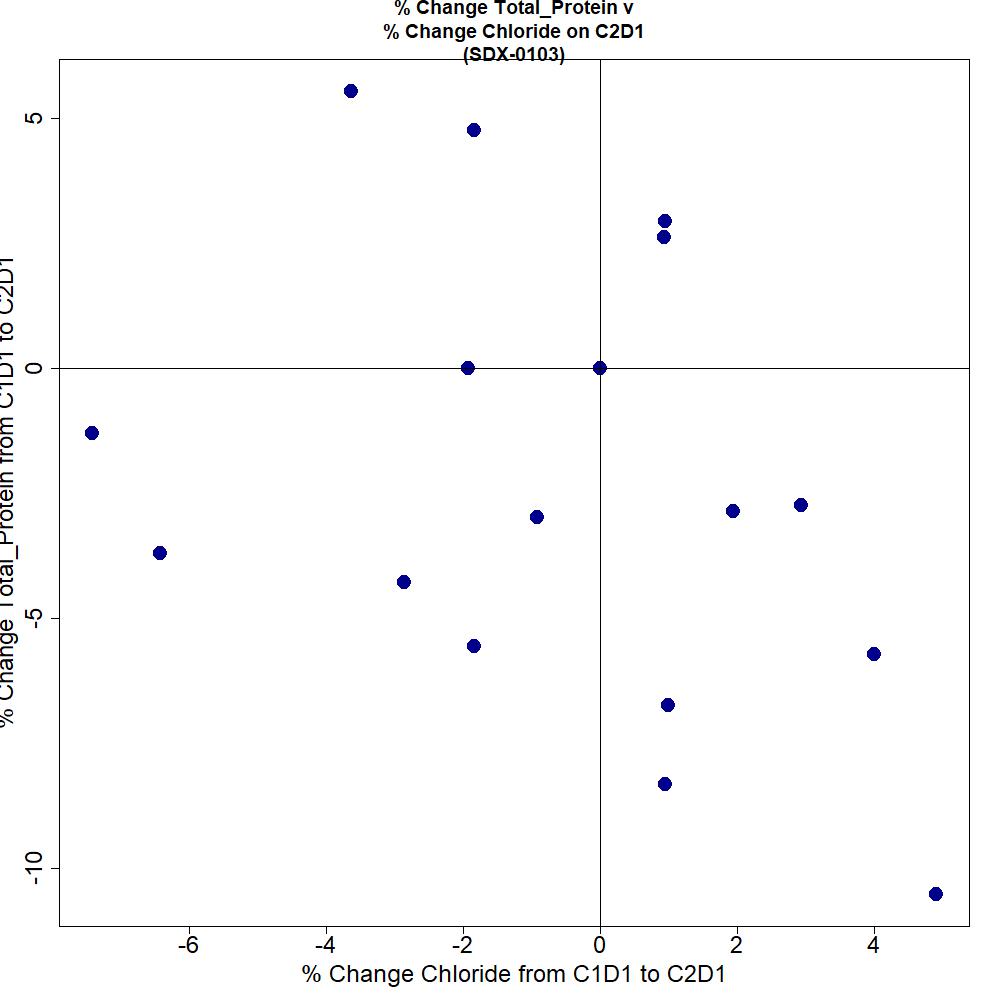 % Change Total_Protein v
% Change Chloride on C2D1
(SDX-0103)
% Change Total_Protein from C1D1 to C2D1
5
0
-5
-10
-6
-4
-2
0
2
4
% Change Chloride from C1D1 to C2D1